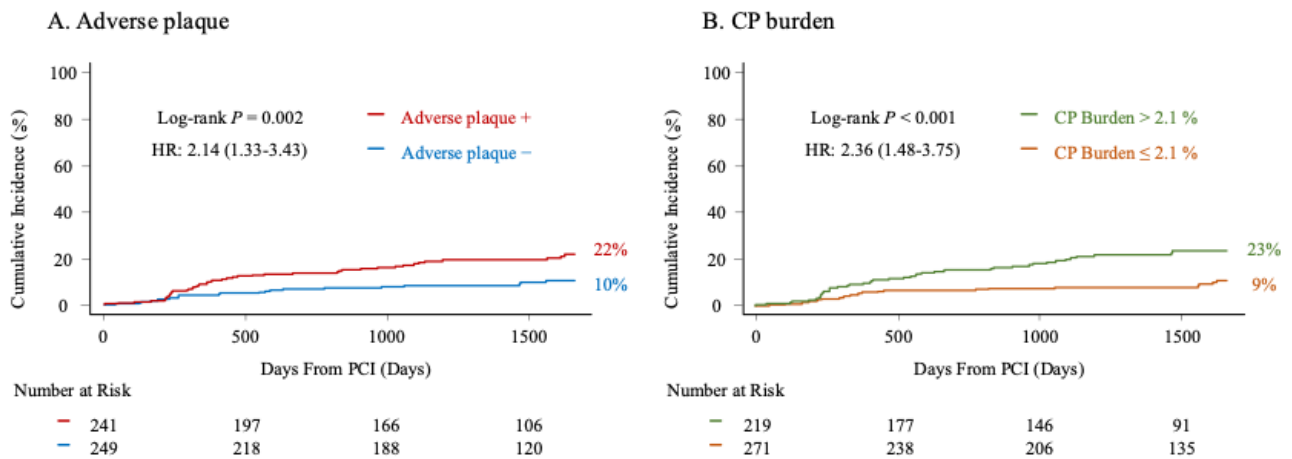 A. Adverse plaque
Cumulative Incidence (%)
100
80
60
40
20
0
Log-rank P = 0.002
HR: 2.14 (1.33-3.43)
Adverse plaque +
Adverse plaque −
22%
10%
0 500 1000 1500
Days From PCI (Days)
Number at Risk
241 197 166 106
249 218 188 120
B. CP burden
Cumulative Incidence (%)
100
80
60
40
20
0
Log-rank P < 0.001
HR: 2.36 (1.48-3.75)
CP Burden > 2.1 %
CP Burden ≤ 2.1 %
23%
9%
0 500 1000 1500
Days From PCI (Days)
219 177 146 91
271 238 206 135